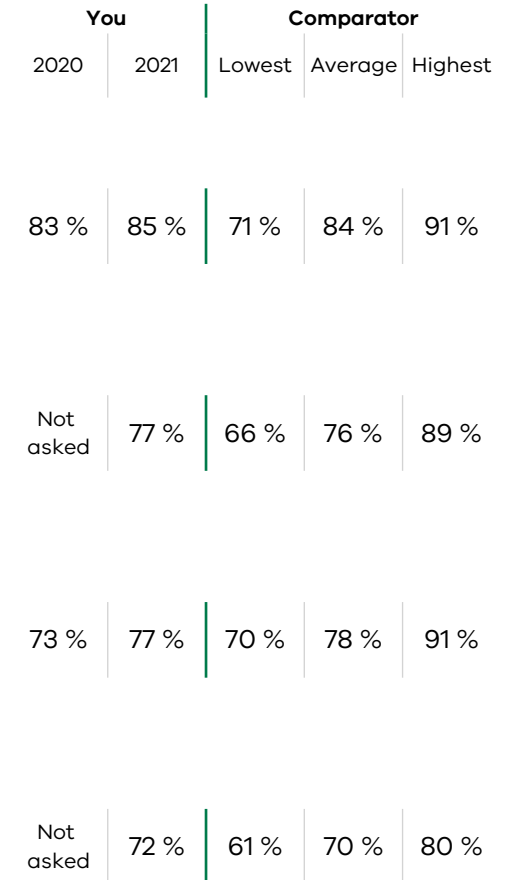 You Comparator
2020 2021 Lowest Average Highest
83 % 85 % 71 % 84 % 91 %
Not
asked 77 % 66 % 76 % 89 %
73 % 77 % 70 % 78 % 91 %
Not
asked 72 % 61 % 70 % 80 %